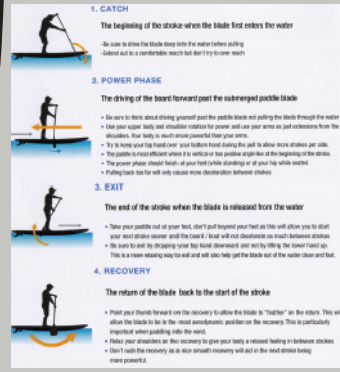 1. CATCH
The beginning of the stroke when the blade first enters the water
-Be sure to drive the blade deep into the water before pulling
-Extend out to a comfortable reach but don't try to over reach
2. POWER PHASE
The driving of the board forward past the submerged paddle blade
• Be sure to think about driving yourself past the paddle blade not pulling the blade through the water
• Use your upper body and shoulder rotation for power and use your arms as just extensions from the
shoulders. Your body is much more powerful than your arms.
• Try to keep your top hand over your bottom hand during the pull to allow more strokes per side.
• The paddle is most efficient when it is vertical or has positive angle like at the beginning of the stroke.
• The power phase should finish at your feet (while standing) or at your hip while seated.
• Pulling back too far will only cause more deceleration between strokes
3. EXIT
The end of the stroke when the blade is released from the water
• Take your paddle out at your feet, don't pull beyond your feet as this will allow you to start
your next stroke sooner and the board / boat will not decelerate as much between strokes
• Be sure to exit by dropping your top hand downward and not by lifting the lower hand up.
This is a more relaxing way to exit and will also help get the blade out of the water clean and fast.
4. RECOVERY
The return of the blade back to the start of the stroke
• Point your thumb forward on the recovery to allow the blade to "feather" on the return. This will
allow the blade to be in the most aerodynamic position on the recovery. This is particularly
important when paddling into the wind.
• Relax your shoulders on the recovery to give your body a relaxed feeling in between strokes
• Don't rush the recovery as a nice smooth recovery will aid in the next stroke being
more powerful.